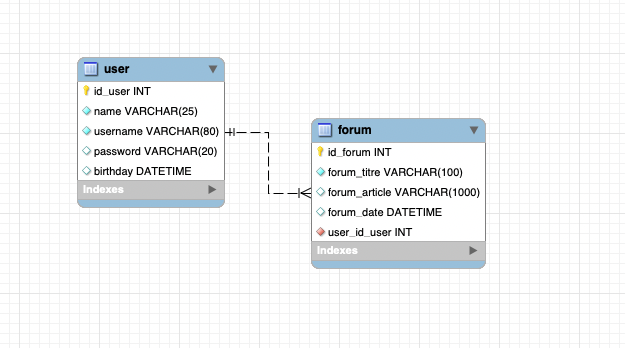 user
id_user INT
name VARCHAR(25)
username VARCHAR(80)
password VARCHAR(20)
birthday DATETIME
Indexes
forum
id_forum INT
forum_titre VARCHAR(100)
forum_article VARCHAR(1000)
forum_date DATETIME
user_id_user INT
Indexes